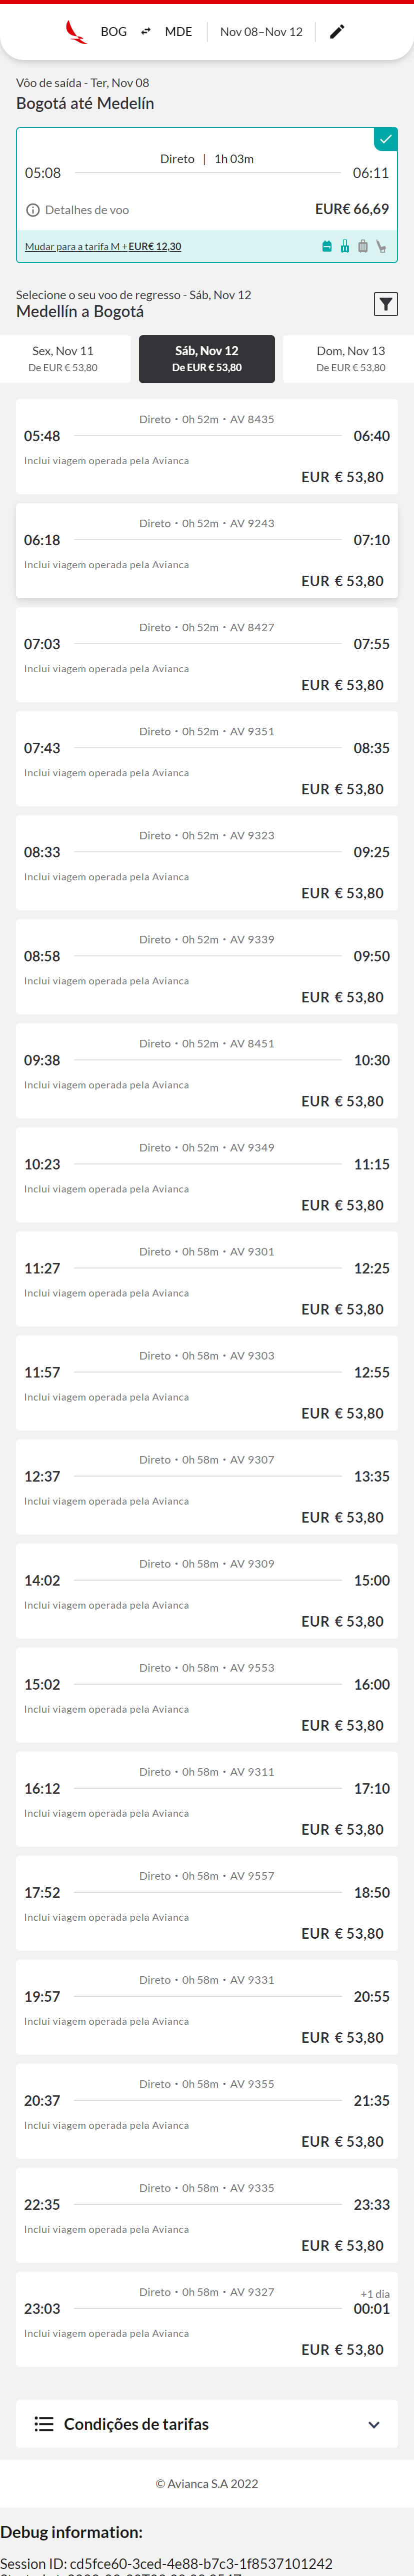 BOG MDE Nov 08–Nov 12
Vôo de saída - Ter, Nov 08
Bogotá até Medelín
Direto | 1h 03m
05:08 06:11
Detalhes de voo EUR€ 66,69
Mudar para a tarifa M + EUR€ 12,30
Selecione o seu voo de regresso - Sáb, Nov 12
Medellín a Bogotá
Sex, Nov 11 Sáb, Nov 12 Dom, Nov 13
De EUR € 53,80 De EUR € 53,80 De EUR € 53,80
Direto • 0h 52m • AV 8435
05:48 06:40
Inclui viagem operada pela Avianca
EUR € 53,80
Direto • 0h 52m • AV 9243
06:18 07:10
Inclui viagem operada pela Avianca
EUR € 53,80
Direto • 0h 52m • AV 8427
07:03 07:55
Inclui viagem operada pela Avianca
EUR € 53,80
Direto • 0h 52m • AV 9351
07:43 08:35
Inclui viagem operada pela Avianca
EUR € 53,80
Direto • 0h 52m • AV 9323
08:33 09:25
Inclui viagem operada pela Avianca
EUR € 53,80
Direto • 0h 52m • AV 9339
08:58 09:50
Inclui viagem operada pela Avianca
EUR € 53,80
Direto • 0h 52m • AV 8451
09:38 10:30
Inclui viagem operada pela Avianca
EUR € 53,80
Direto • 0h 52m • AV 9349
10:23 11:15
Inclui viagem operada pela Avianca
EUR € 53,80
Direto • 0h 58m • AV 9301
11:27 12:25
Inclui viagem operada pela Avianca
EUR € 53,80
Direto • 0h 58m • AV 9303
11:57 12:55
Inclui viagem operada pela Avianca
EUR € 53,80
Direto • 0h 58m • AV 9307
12:37 13:35
Inclui viagem operada pela Avianca
EUR € 53,80
Direto • 0h 58m • AV 9309
14:02 15:00
Inclui viagem operada pela Avianca
EUR € 53,80
Direto • 0h 58m • AV 9553
15:02 16:00
Inclui viagem operada pela Avianca
EUR € 53,80
Direto • 0h 58m • AV 9311
16:12 17:10
Inclui viagem operada pela Avianca
EUR € 53,80
Direto • 0h 58m • AV 9557
17:52 18:50
Inclui viagem operada pela Avianca
EUR € 53,80
Direto • 0h 58m • AV 9331
19:57 20:55
Inclui viagem operada pela Avianca
EUR € 53,80
Direto • 0h 58m • AV 9355
20:37 21:35
Inclui viagem operada pela Avianca
EUR € 53,80
Direto • 0h 58m • AV 9335
22:35 23:33
Inclui viagem operada pela Avianca
EUR € 53,80
Direto • 0h 58m • AV 9327 +1 dia
23:03 00:01
Inclui viagem operada pela Avianca
EUR € 53,80
Condições de tarifas
© Avianca S.A 2022
Debug information:
Session ID: cd5fce60-3ced-4e88-b7c3-1f8537101242